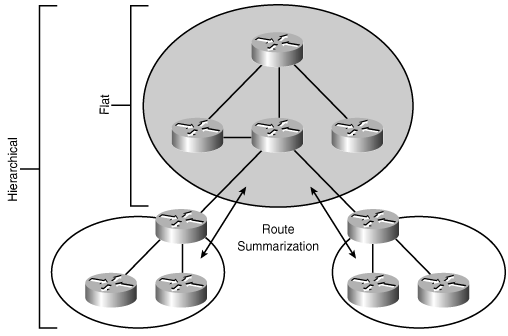 Hierarchical
Flat
Route
Summarization